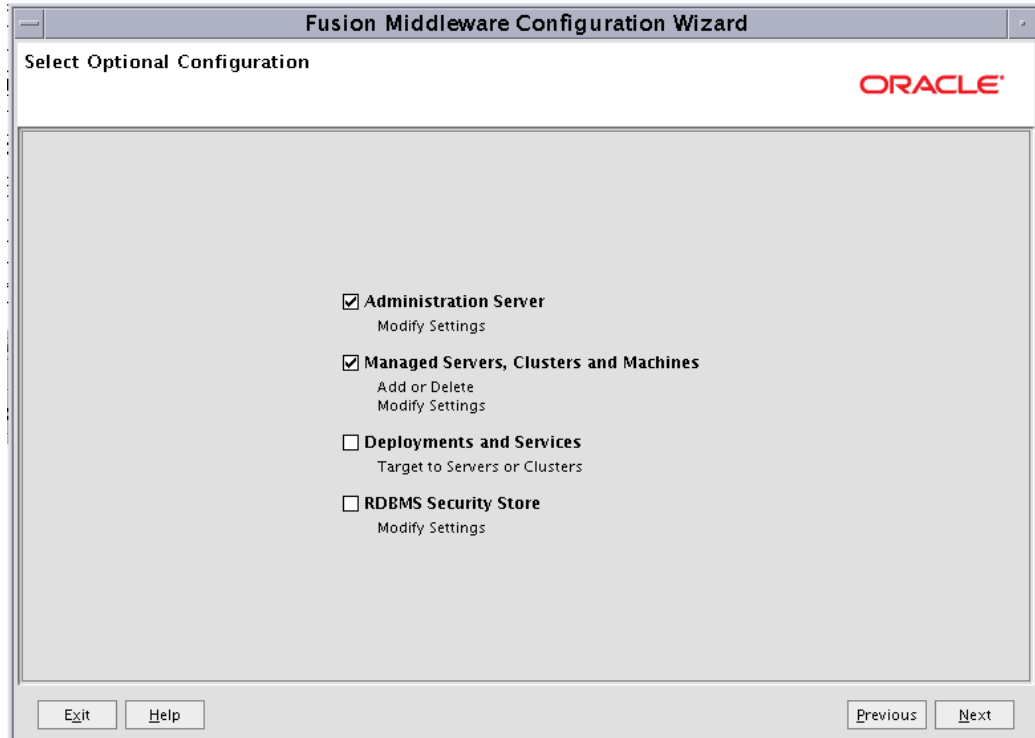 Fusion Middleware Configuration Wizard
Select Optional Configuration
ORACLE
Administration Server
Modify Settings
Managed Servers, Clusters and Machines
Add or Delete
Modify Settings
Deployments and Services
Target to Servers or Clusters
RDBMS Security Store
Modify Settings
Exit
Help
Previous
Next